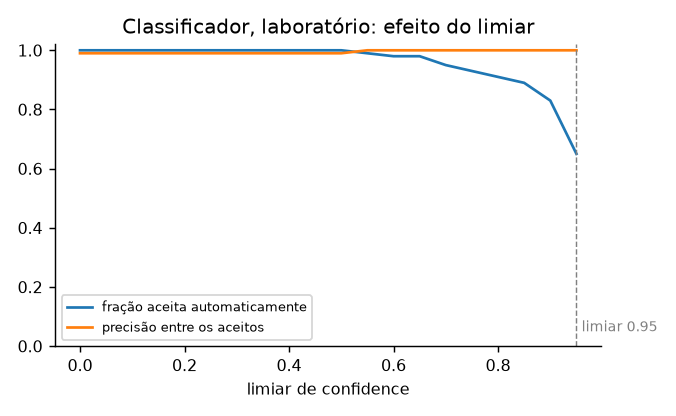 Classificador, laboratório: efeito do limiar
1.0
0.8
0.6
0.4
0.2
0.0
fração aceita automaticamente
precisão entre os aceitos
limiar 0.95
0.0 0.2 0.4 0.6 0.8
limiar de confidence